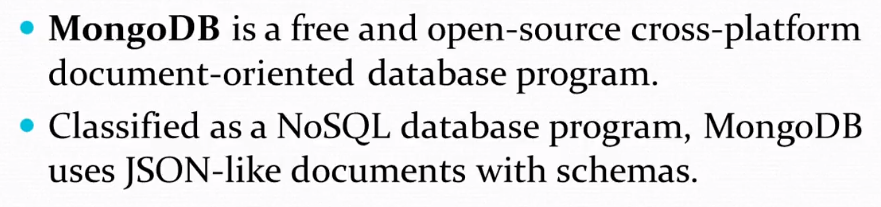 • MongoDB is a free and open-source cross-platform
document-oriented database program.
• Classified as a NoSQL database program, MongoDB
uses JSON-like documents with schemas.